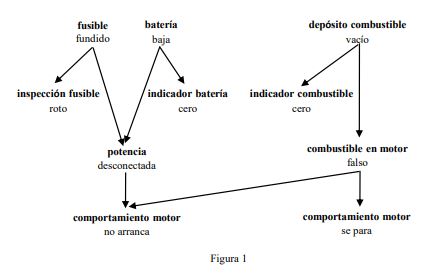 fusible
fundido
batería
baja
depósito combustible
vacío
inspección fusible
roto
indicador batería
cero
indicador combustible
cero
potencia
desconectada
combustible en motor
falso
comportamiento motor
no arranca
comportamiento motor
se para
Figura 1